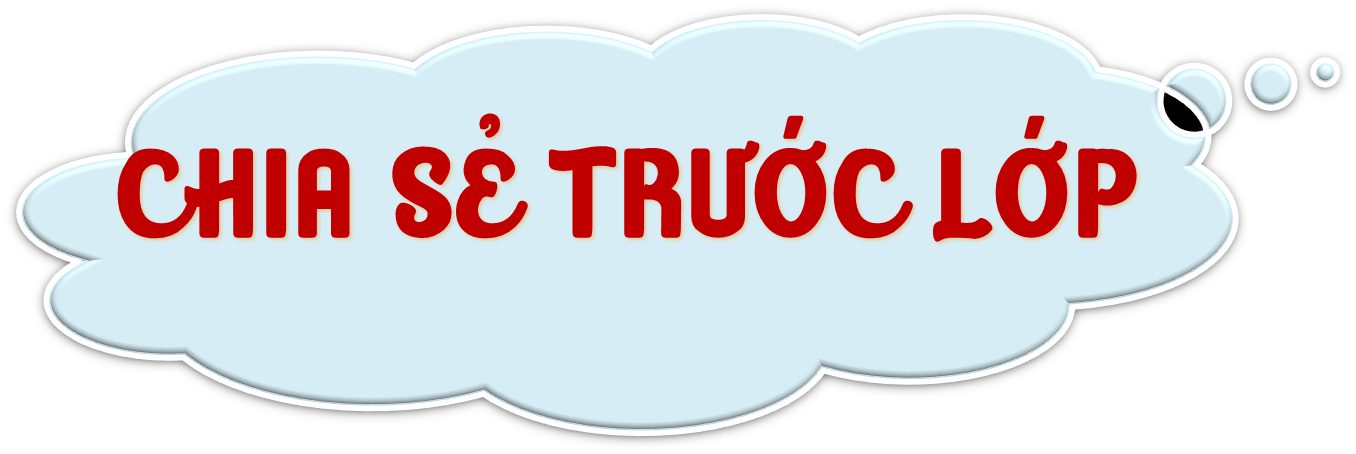 CHIA SẺ TRƯỚC LỚP